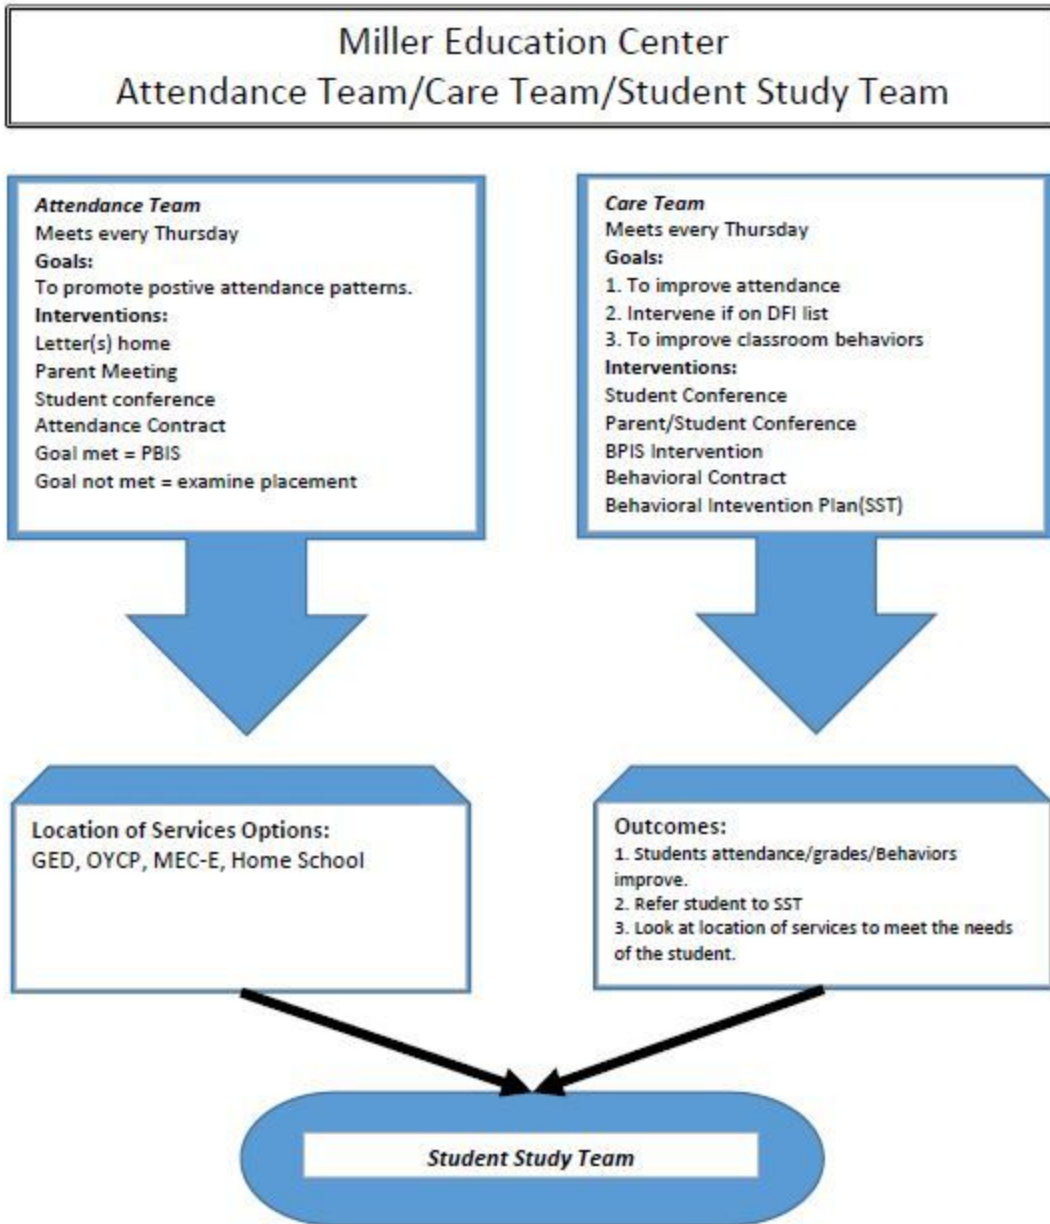 Miller Education Center
Attendance Team/Care Team/Student Study Team
Attendance Team
Meets every Thursday
Goals:
To promote postive attendance patterns.
Interventions:
Letter(s) home
Parent Meeting
Student conference
Attendance Contract
Goal met = PBIS
Goal not met = examine placement
Care Team
Meets every Thursday
Goals:
1. To improve attendance
2. Intervene if on DFI list
3. To improve classroom behaviors
Interventions:
Student Conference
Parent/Student Conference
BPIS Intervention
Behavioral Contract
Behavioral Intevention Plan(SST)
Location of Services Options:
GED, OYCP, MEC-E, Home School
Outcomes:
1. Students attendance/grades/Behaviors
improve.
2. Refer student to SST
3. Look at location of services to meet the needs
of the student.
Student Study Team